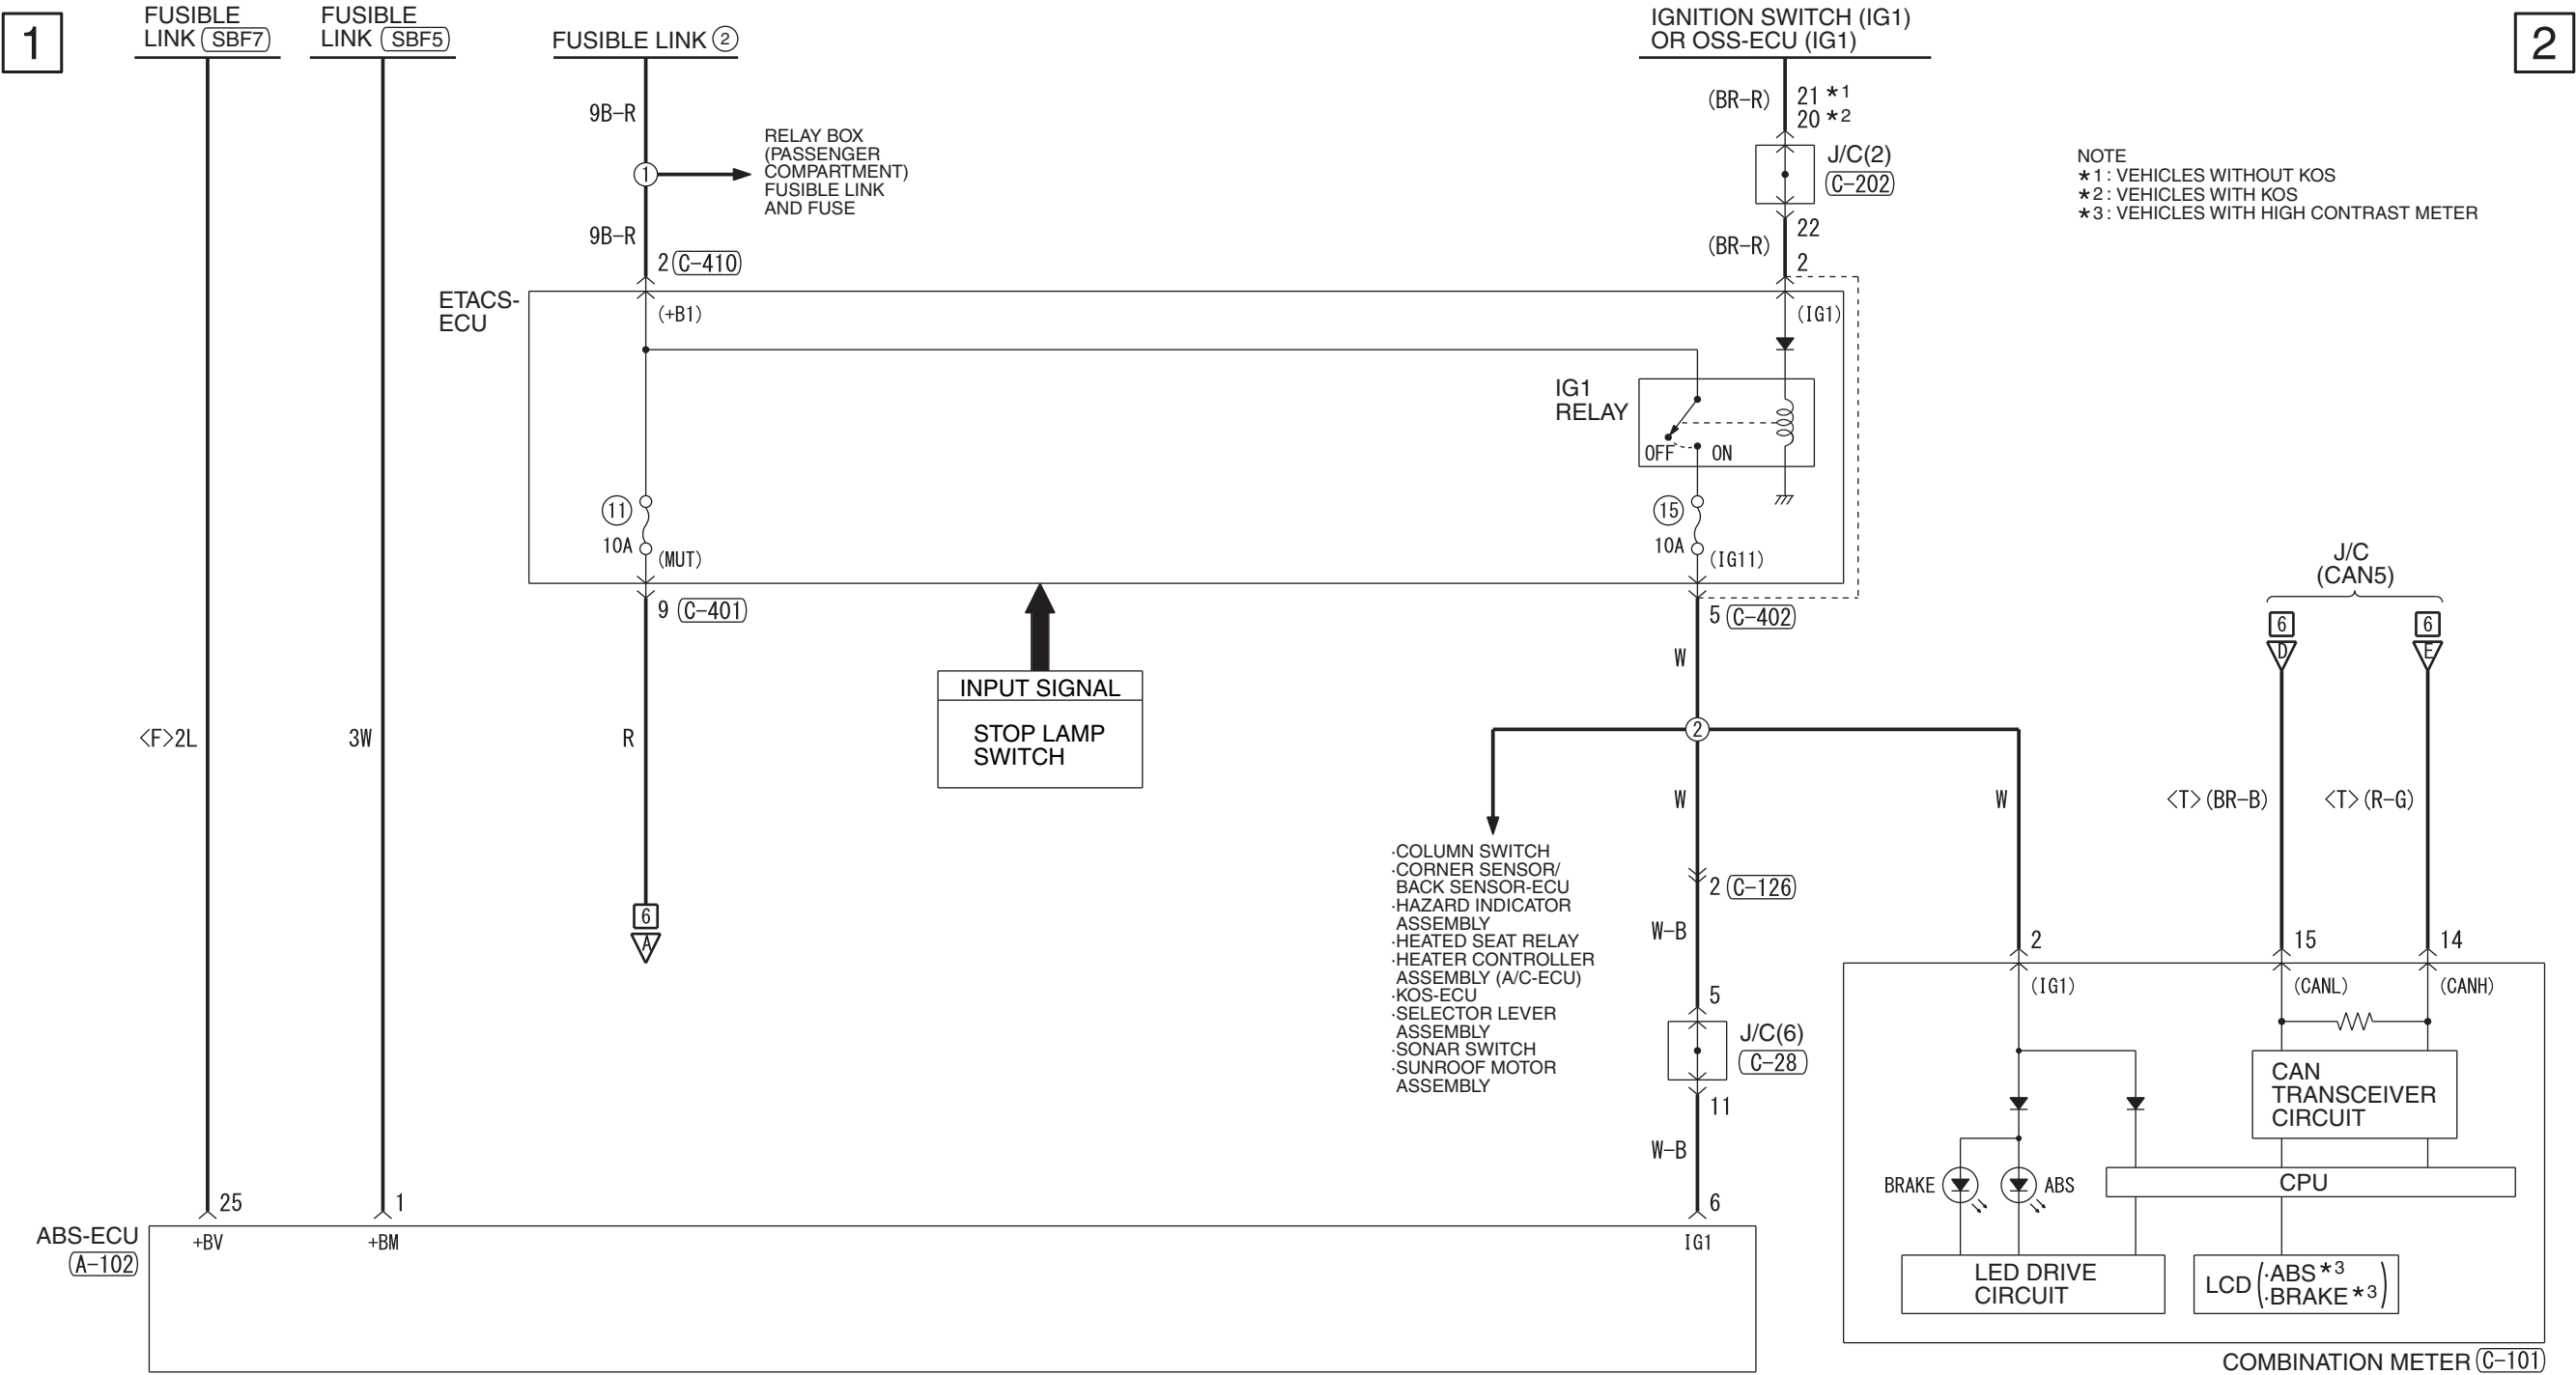 1
FUSIBLE
LINK SBF7
FUSIBLE
LINK SBF5
FUSIBLE LINK 2
IGNITION SWITCH (IG1)
OR OSS-ECU (IG1)
2
9B-R
1
RELAY BOX
(PASSENGER
COMPARTMENT)
FUSIBLE LINK
AND FUSE
9B-R
2 C-410
(BR-R)
21 *1
20 *2
J/C(2)
C-202
22
(BR-R)
2
NOTE
*1 : VEHICLES WITHOUT KOS
*2 : VEHICLES WITH KOS
*3 : VEHICLES WITH HIGH CONTRAST METER
ETACS-
ECU
(+B1)
(IG1)
IG1
RELAY
OFF
ON
11
10A
(MUT)
15
10A
(IG11)
9 C-401
5 C-402
INPUT SIGNAL
STOP LAMP
SWITCH
J/C
(CAN5)
6
D
6
E
W
2
<F>2L
3W
R
W
W
<T>(BR-B)
<T>(R-G)
·COLUMN SWITCH
·CORNER SENSOR/
BACK SENSOR-ECU
·HAZARD INDICATOR
ASSEMBLY
·HEATED SEAT RELAY
·HEATER CONTROLLER
ASSEMBLY (A/C-ECU)
·KOS-ECU
·SELECTOR LEVER
ASSEMBLY
·SONAR SWITCH
·SUNROOF MOTOR
ASSEMBLY
6
A
2 C-126
W-B
5
J/C(6)
C-28
11
W-B
2
15
14
(IG1)
(CANL)
(CANH)
CAN
TRANSCEIVER
CIRCUIT
BRAKE
ABS
CPU
LED DRIVE
CIRCUIT
LCD
·ABS*3
·BRAKE*3
COMBINATION METER C-101
25
1
6
ABS-ECU
A-102
+BV
+BM
IG1